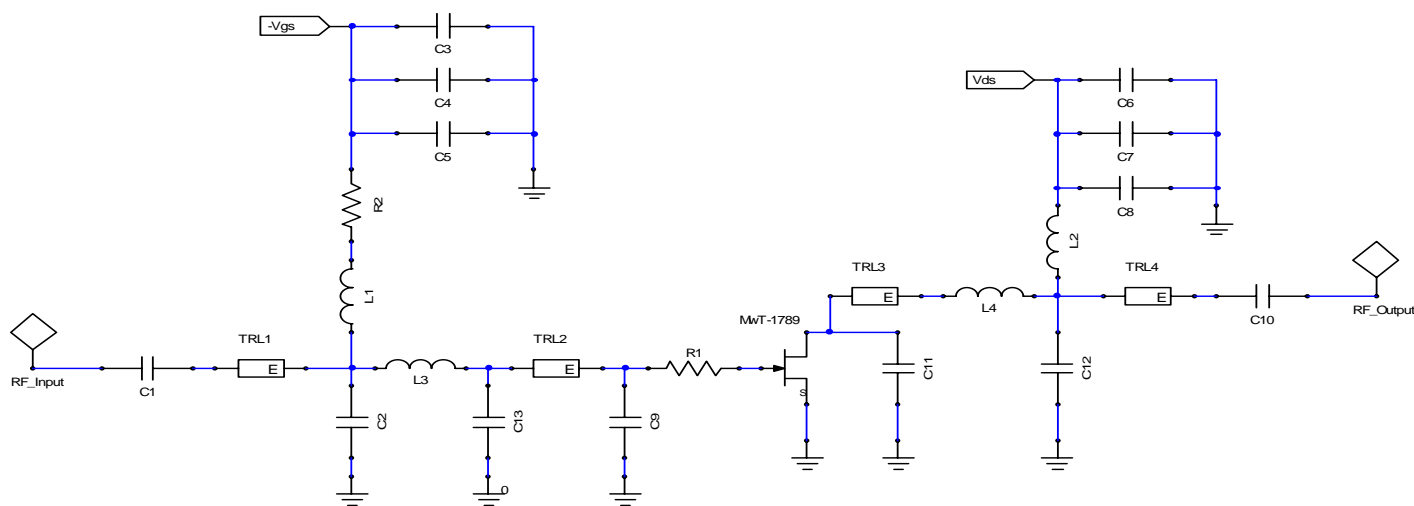 -Vgs
C3
C4
C5
R2
L1
RF_Input
C1
TRL1
E
L3
C2
C13
0
TRL2
E
C9
R1
MwT-1789
S
TRL3
E
L4
C11
Vds
C6
C7
C8
L2
TRL4
E
C12
C10
RF_Output